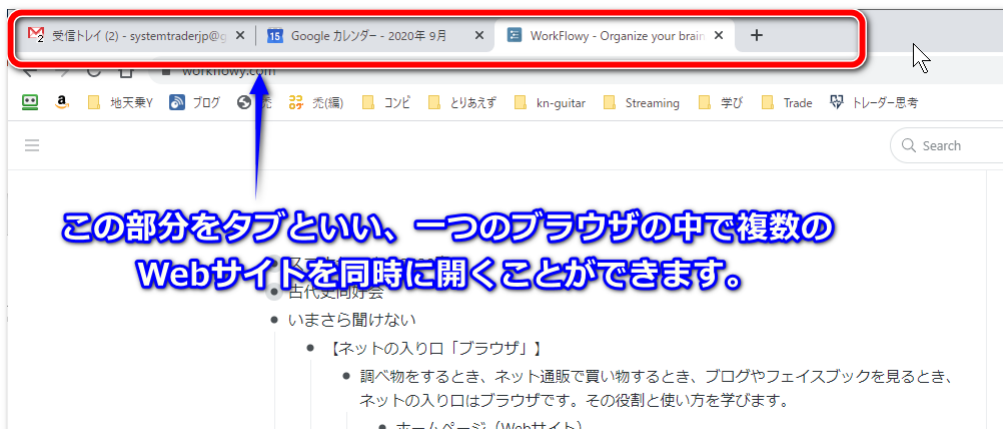 受信トレイ (2) - systemtraderjp@g
15 Google カレンダー - 2020年 9月
WorkFlowy - Organize your brain
workflowy.com
地天乗Y ブログ 禿 禿(編) コンビ とりあえず kn-guitar Streaming 学び Trade トレーダー思考
Search
この部分をタブといい、一つのブラウザの中で複数の
Webサイトを同時に開くことができます。
古代史同好会
いまさら聞けない
【ネットの入り口「ブラウザ」】
調べ物をするとき、ネット通販で買い物するとき、ブログやフェイスブックを見るとき、
ネットの入り口はブラウザです。その役割と使い方を学びます。
ホームページ（Webサイト）